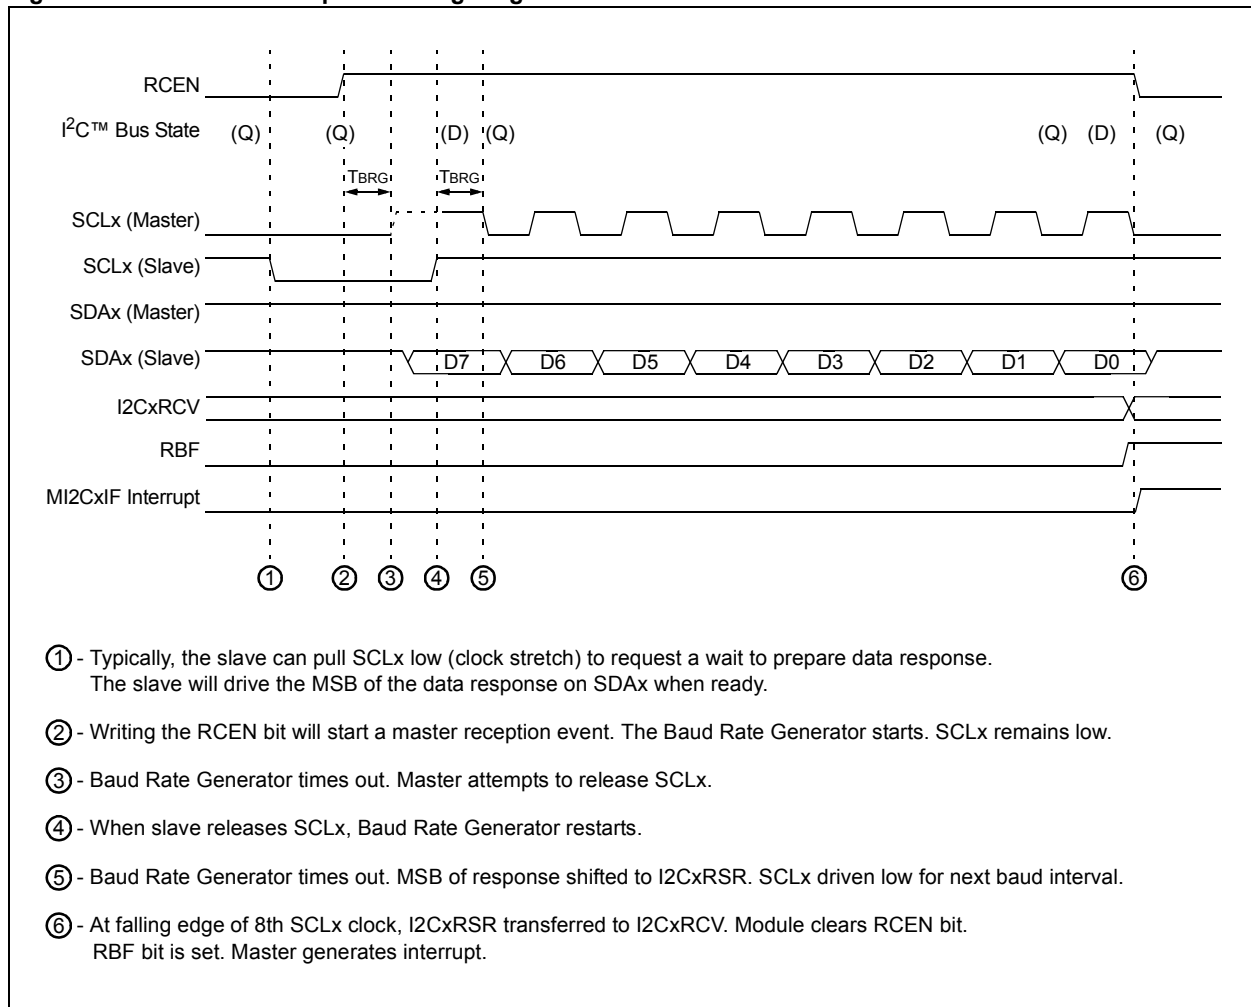 RCEN
I2C™ Bus State (Q) (Q) (D) (Q) (Q) (D) (Q)
TBRG TBRG
SCLx (Master)
SCLx (Slave)
SDAx (Master)
SDAx (Slave) D7 D6 D5 D4 D3 D2 D1 D0
I2CxRCV
RBF
MI2CxIF Interrupt
1 2 3 4 5 6
1 - Typically, the slave can pull SCLx low (clock stretch) to request a wait to prepare data response.
The slave will drive the MSB of the data response on SDAx when ready.
2 - Writing the RCEN bit will start a master reception event. The Baud Rate Generator starts. SCLx remains low.
3 - Baud Rate Generator times out. Master attempts to release SCLx.
4 - When slave releases SCLx, Baud Rate Generator restarts.
5 - Baud Rate Generator times out. MSB of response shifted to I2CxRSR. SCLx driven low for next baud interval.
6 - At falling edge of 8th SCLx clock, I2CxRSR transferred to I2CxRCV. Module clears RCEN bit.
RBF bit is set. Master generates interrupt.